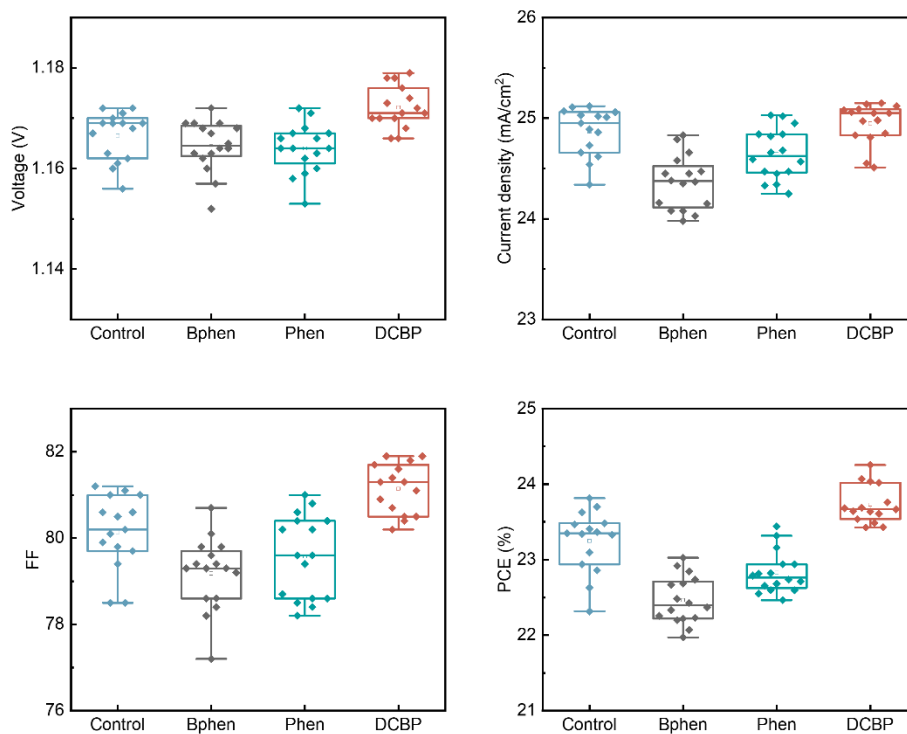 1.18
1.16
1.14
Voltage (V)
Control Bphen Phen DCBP
26
25
24
23
Current density (mA/cm²)
Control Bphen Phen DCBP
82
80
78
76
FF
Control Bphen Phen DCBP
25
24
23
22
21
PCE (%)
Control Bphen Phen DCBP